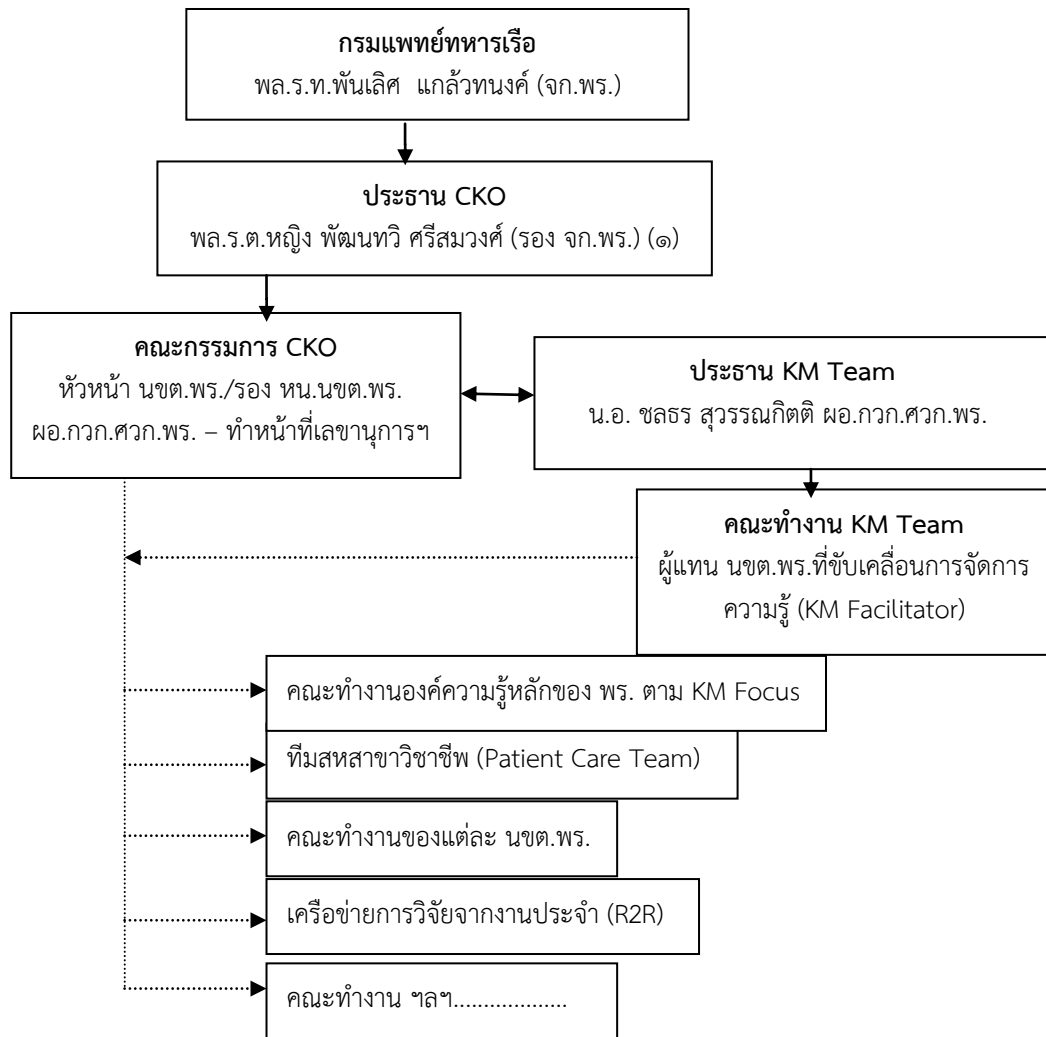 กรมแพทย์ทหารเรือ
พล.ร.ท.พันเลิศ แกล้วทนงค์ (จก.พร.)
ประธาน CKO
พล.ร.ต.หญิง พัฒนทวิ ศรีสมวงศ์ (รอง จก.พร.) (๑)
คณะกรรมการ CKO
หัวหน้า นขต.พร./รอง หน.นขต.พร.
ผอ.กวก.ศวก.พร. – ทำหน้าที่เลขานุการฯ
ประธาน KM Team
น.อ. ชลธร สุวรรณกิตติ ผอ.กวก.ศวก.พร.
คณะทำงาน KM Team
ผู้แทน นขต.พร.ที่ขับเคลื่อนการจัดการ
ความรู้ (KM Facilitator)
คณะทำงานองค์ความรู้หลักของ พร. ตาม KM Focus
ทีมสหสาขาวิชาชีพ (Patient Care Team)
คณะทำงานของแต่ละ นขต.พร.
เครือข่ายการวิจัยจากงานประจำ (R2R)
คณะทำงาน ฯลฯ...................